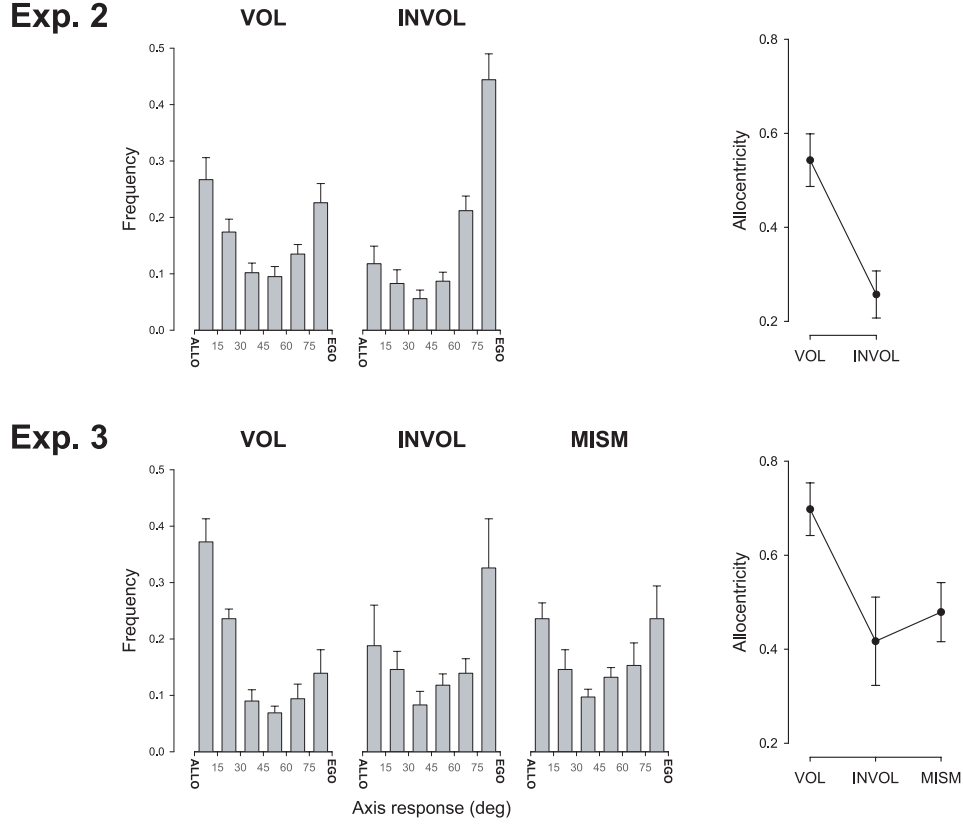 Exp. 2
VOL INVOL
Frequency
0.5
0.4
0.3
0.2
0.1
0.0
ALLO 15 30 45 60 75 EGO
ALLO 15 30 45 60 75 EGO
Allocentricity
0.8
0.6
0.4
0.2
VOL INVOL
Exp. 3
VOL INVOL MISM
Frequency
0.5
0.4
0.3
0.2
0.1
0.0
ALLO 15 30 45 60 75 EGO
ALLO 15 30 45 60 75 EGO
ALLO 15 30 45 60 75 EGO
Axis response (deg)
Allocentricity
0.8
0.6
0.4
0.2
VOL INVOL MISM